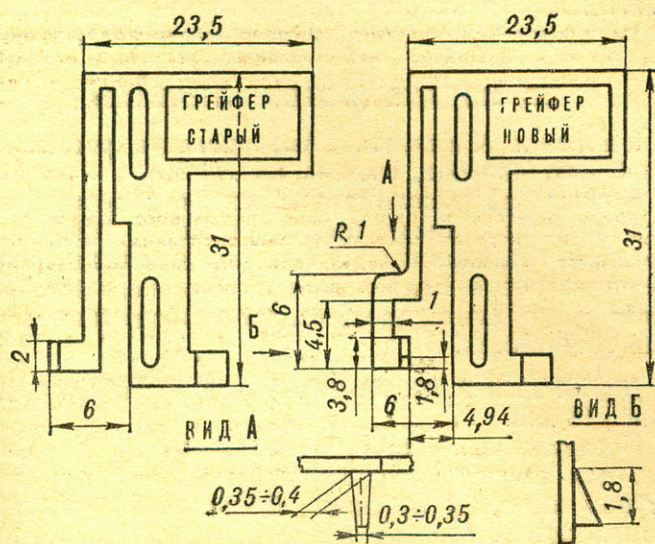 23,5
23,5
ГРЕЙФЕР
СТАРЫЙ
ГРЕЙФЕР
НОВЫЙ
А
31
31
R 1
6
1
Б
4,5
2
3,8
1,8
6
6
4,94
ВИД А
ВИД Б
0,35÷0,4
0,3÷0,35
1,8